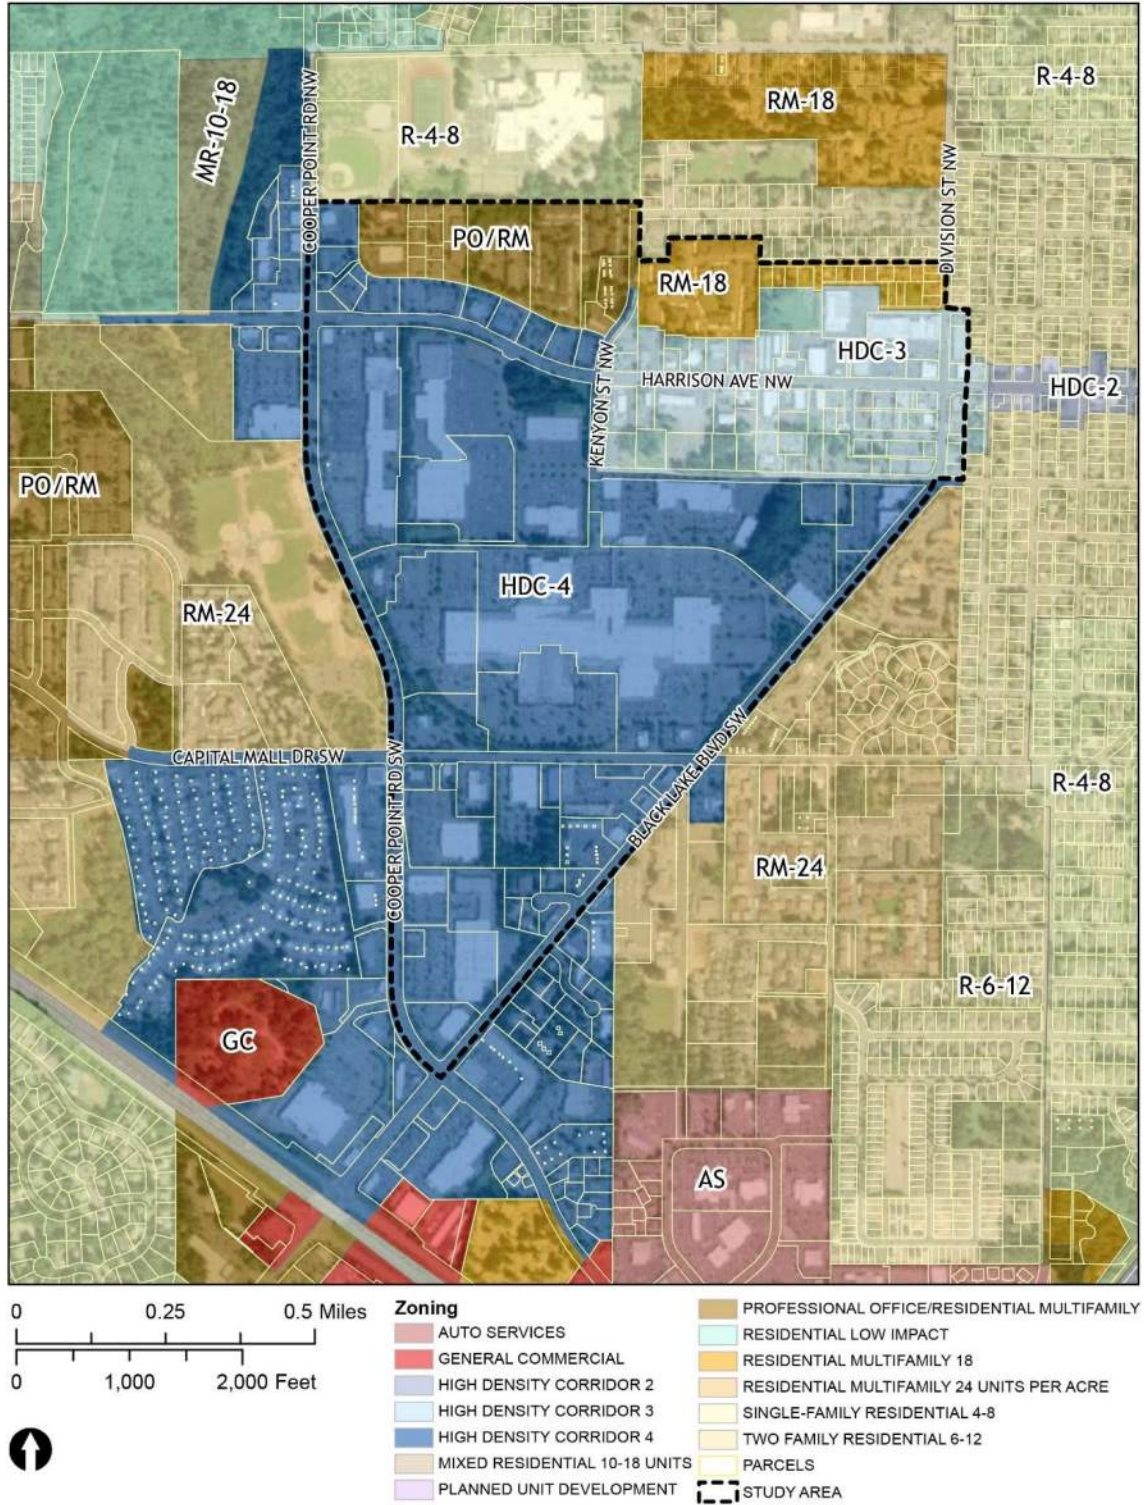 R-4-8
RM-18
R-4-8
MR-10-18
COOPER POINT RD NW
DIVISION ST NW
PO/RM
RM-18
HDC-3
HARRISON AVE NW
HDC-2
KENYON ST NW
PO/RM
HDC-4
RM-24
CAPITAL MALL DR SW
BLACK LAKE BLVD SW
R-4-8
COOPER POINT RD SW
RM-24
R-6-12
GC
AS
0 0.25 0.5 Miles
0 1,000 2,000 Feet
Zoning
AUTO SERVICES
GENERAL COMMERCIAL
HIGH DENSITY CORRIDOR 2
HIGH DENSITY CORRIDOR 3
HIGH DENSITY CORRIDOR 4
MIXED RESIDENTIAL 10-18 UNITS
PLANNED UNIT DEVELOPMENT
PROFESSIONAL OFFICE/RESIDENTIAL MULTIFAMILY
RESIDENTIAL LOW IMPACT
RESIDENTIAL MULTIFAMILY 18
RESIDENTIAL MULTIFAMILY 24 UNITS PER ACRE
SINGLE-FAMILY RESIDENTIAL 4-8
TWO FAMILY RESIDENTIAL 6-12
PARCELS
STUDY AREA